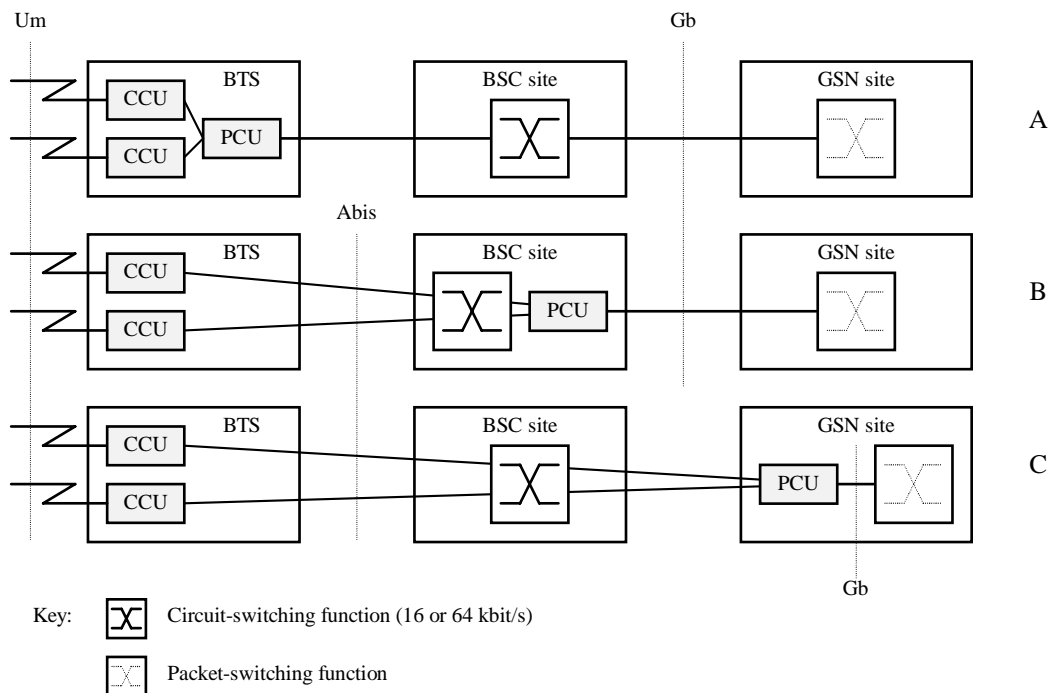 Um
Gb
BTS
BSC site
GSN site
CCU
CCU
PCU
A
Abis
BTS
BSC site
GSN site
CCU
CCU
PCU
B
BTS
BSC site
GSN site
CCU
CCU
PCU
C
Gb
Key:
Circuit-switching function (16 or 64 kbit/s)
Packet-switching function